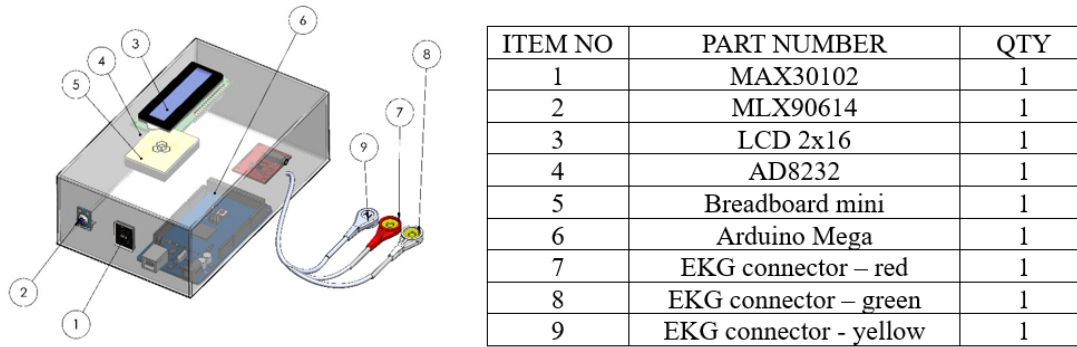 6
3
8
4
5
7
9
2
1
ITEM NO PART NUMBER QTY
1 MAX30102 1
2 MLX90614 1
3 LCD 2x16 1
4 AD8232 1
5 Breadboard mini 1
6 Arduino Mega 1
7 EKG connector – red 1
8 EKG connector – green 1
9 EKG connector - yellow 1